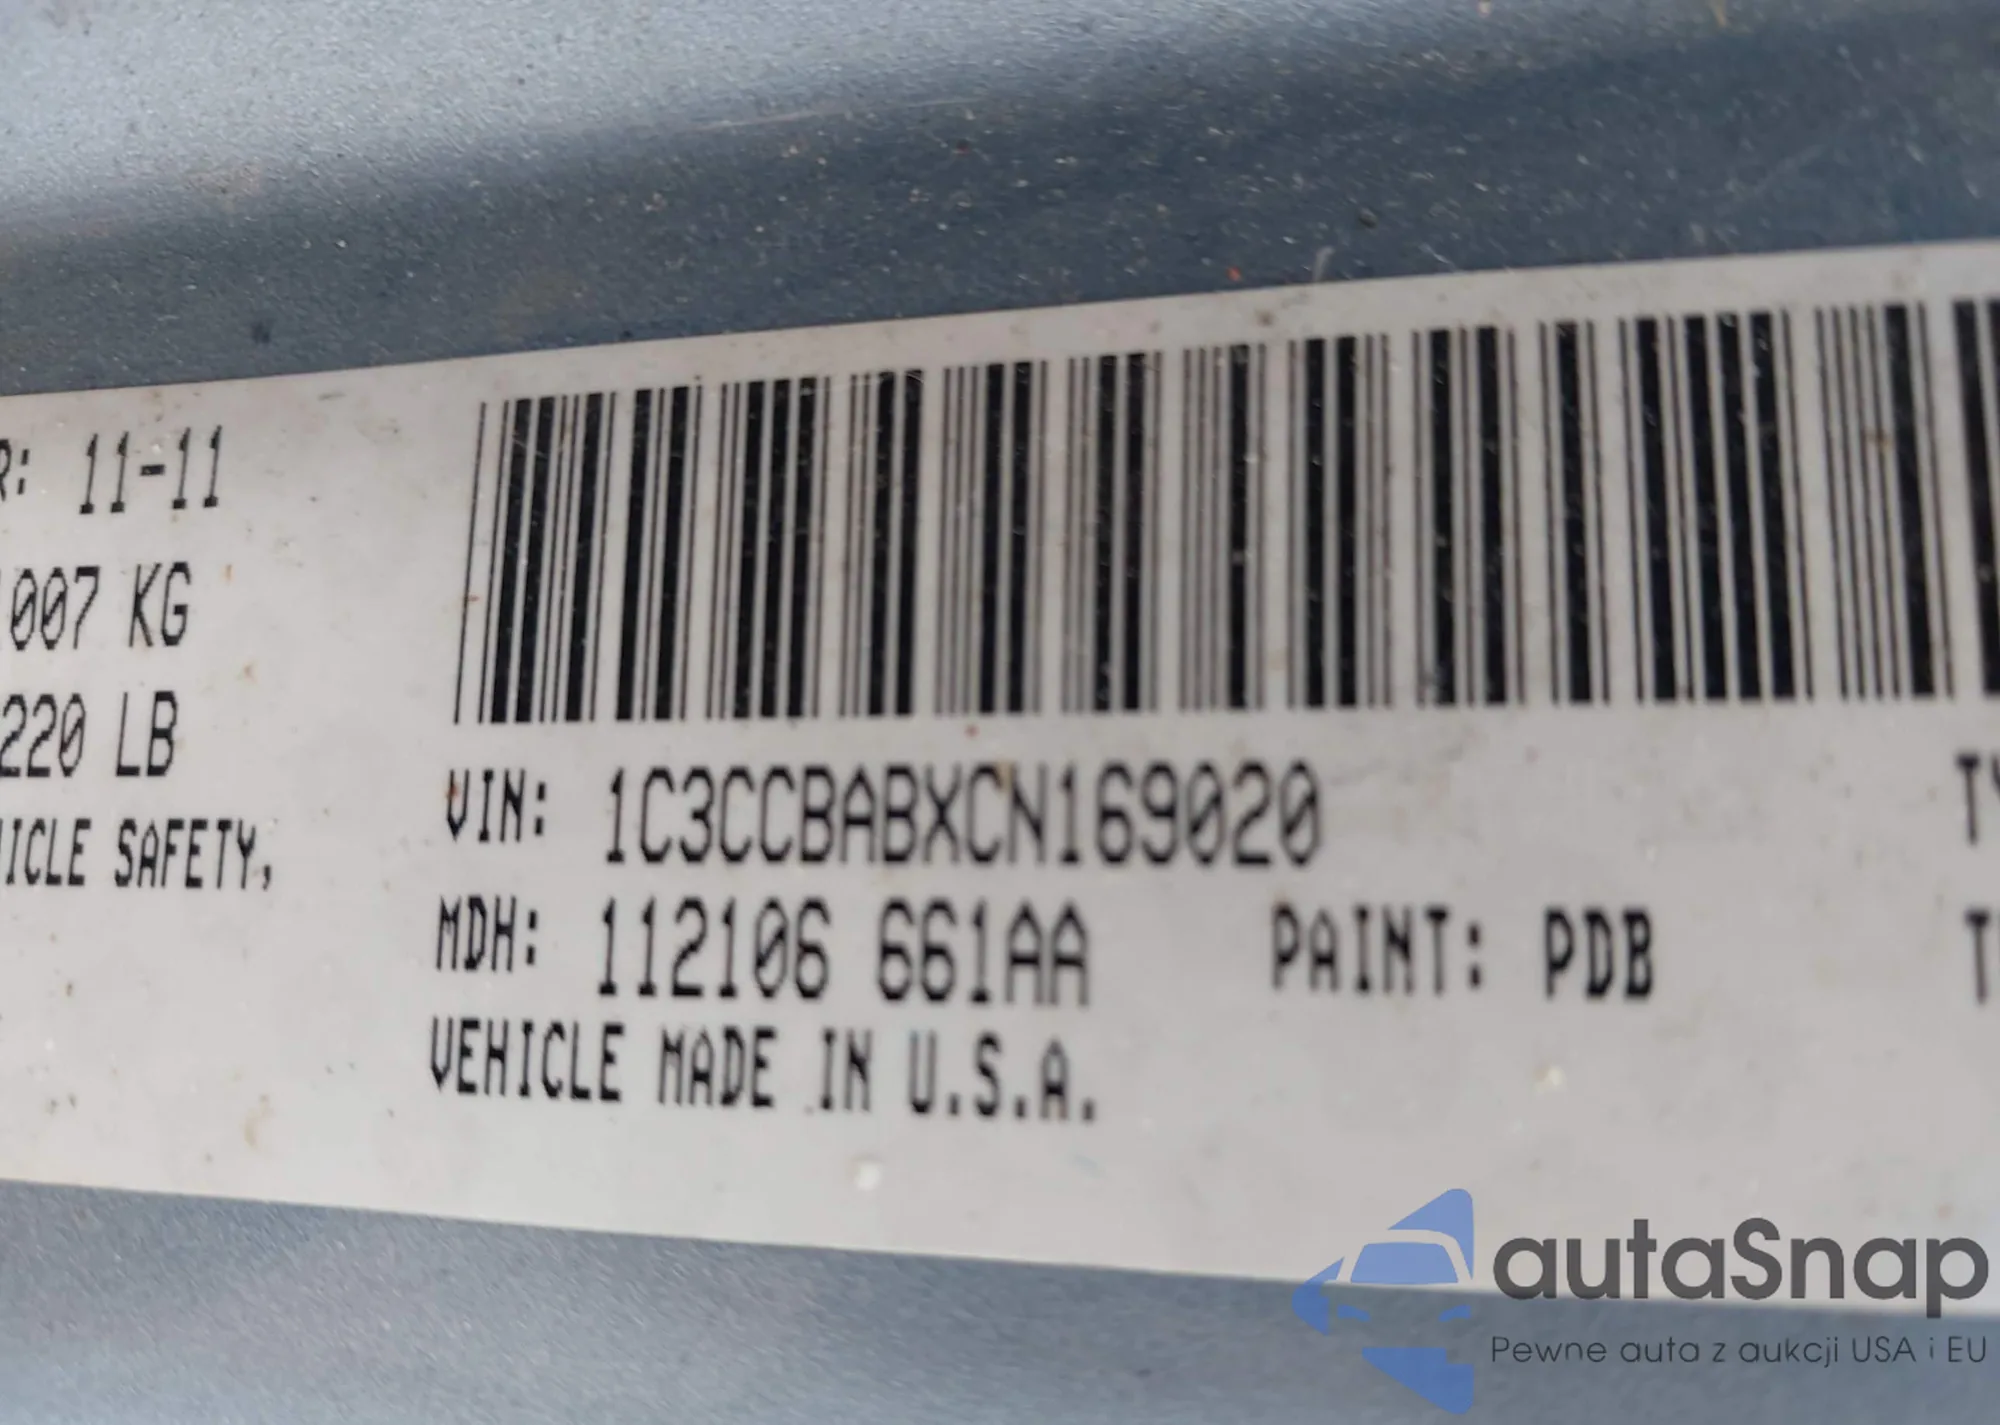 R: 11-11
007 KG
220 LB
HICLE SAFETY,
VIN: 1C3CCBABXCN169020
MDH: 112106 661AA PAINT: PDB
VEHICLE MADE IN U.S.A.
autaSnap
Pewne auta z aukcji USA i EU